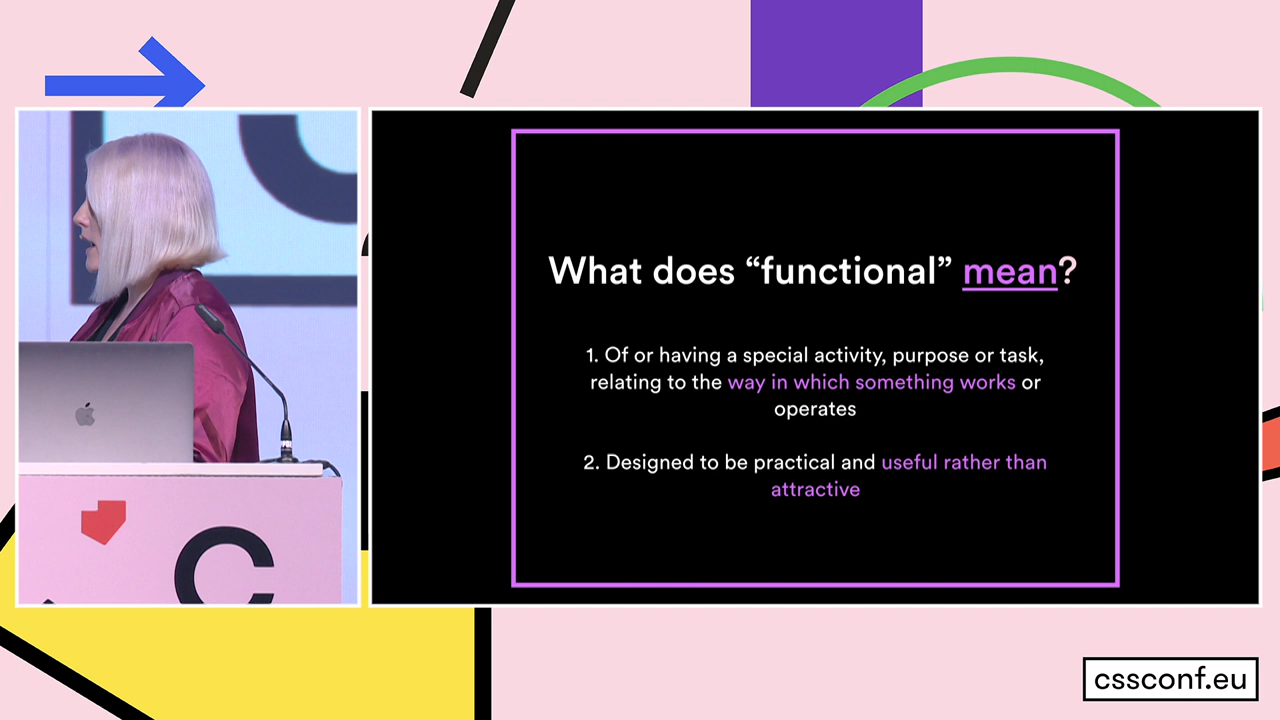 What does “functional” mean?
1. Of or having a special activity, purpose or task,
relating to the way in which something works or
operates
2. Designed to be practical and useful rather than
attractive
C
cssconf.eu